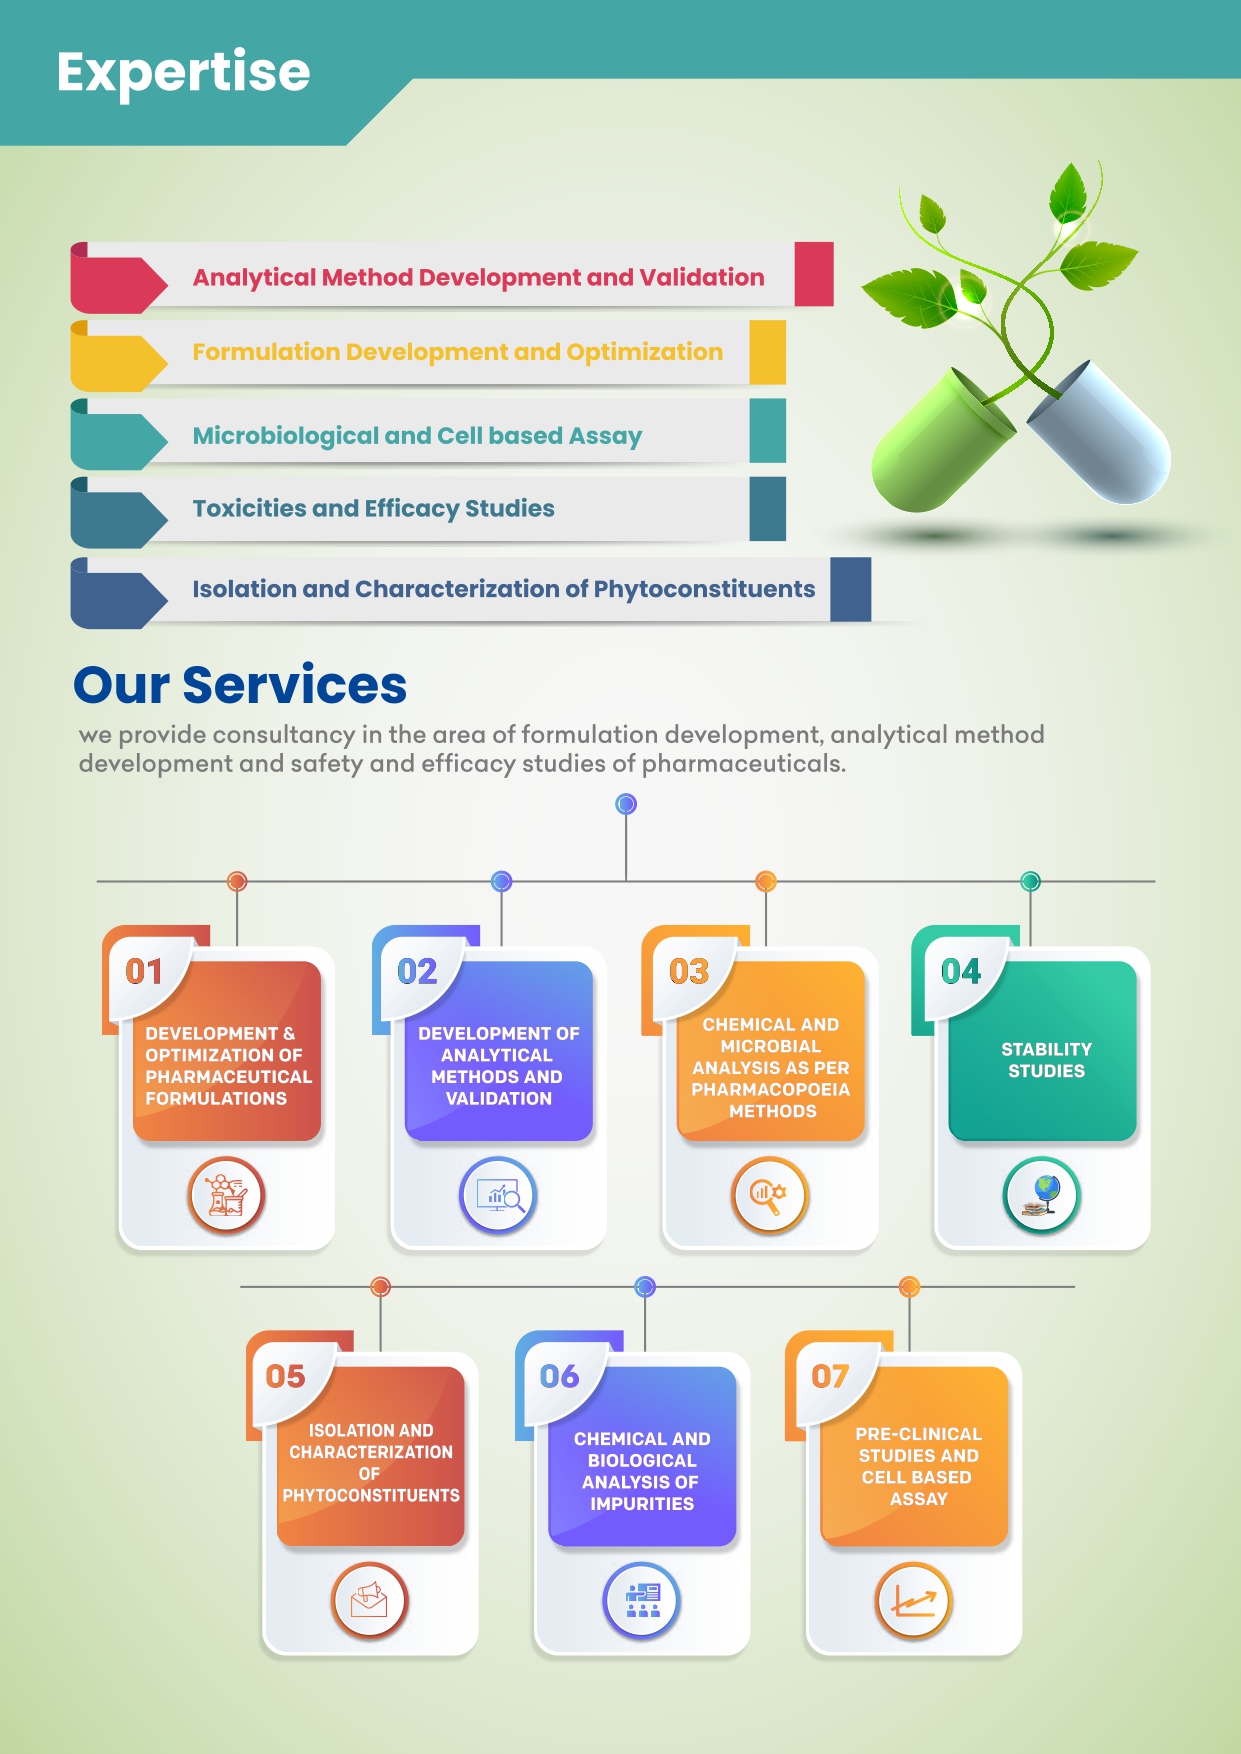 Expertise
Analytical Method Development and Validation
Formulation Development and Optimization
Microbiological and Cell based Assay
Toxicities and Efficacy Studies
Isolation and Characterization of Phytoconstituents
Our Services
we provide consultancy in the area of formulation development, analytical method
development and safety and efficacy studies of pharmaceuticals.
01
DEVELOPMENT &
OPTIMIZATION OF
PHARMACEUTICAL
FORMULATIONS
02
DEVELOPMENT OF
ANALYTICAL
METHODS AND
VALIDATION
03
CHEMICAL AND
MICROBIAL
ANALYSIS AS PER
PHARMACOPOEIA
METHODS
04
STABILITY
STUDIES
05
ISOLATION AND
CHARACTERIZATION
OF
PHYTOCONSTITUENTS
06
CHEMICAL AND
BIOLOGICAL
ANALYSIS OF
IMPURITIES
07
PRE-CLINICAL
STUDIES AND
CELL BASED
ASSAY